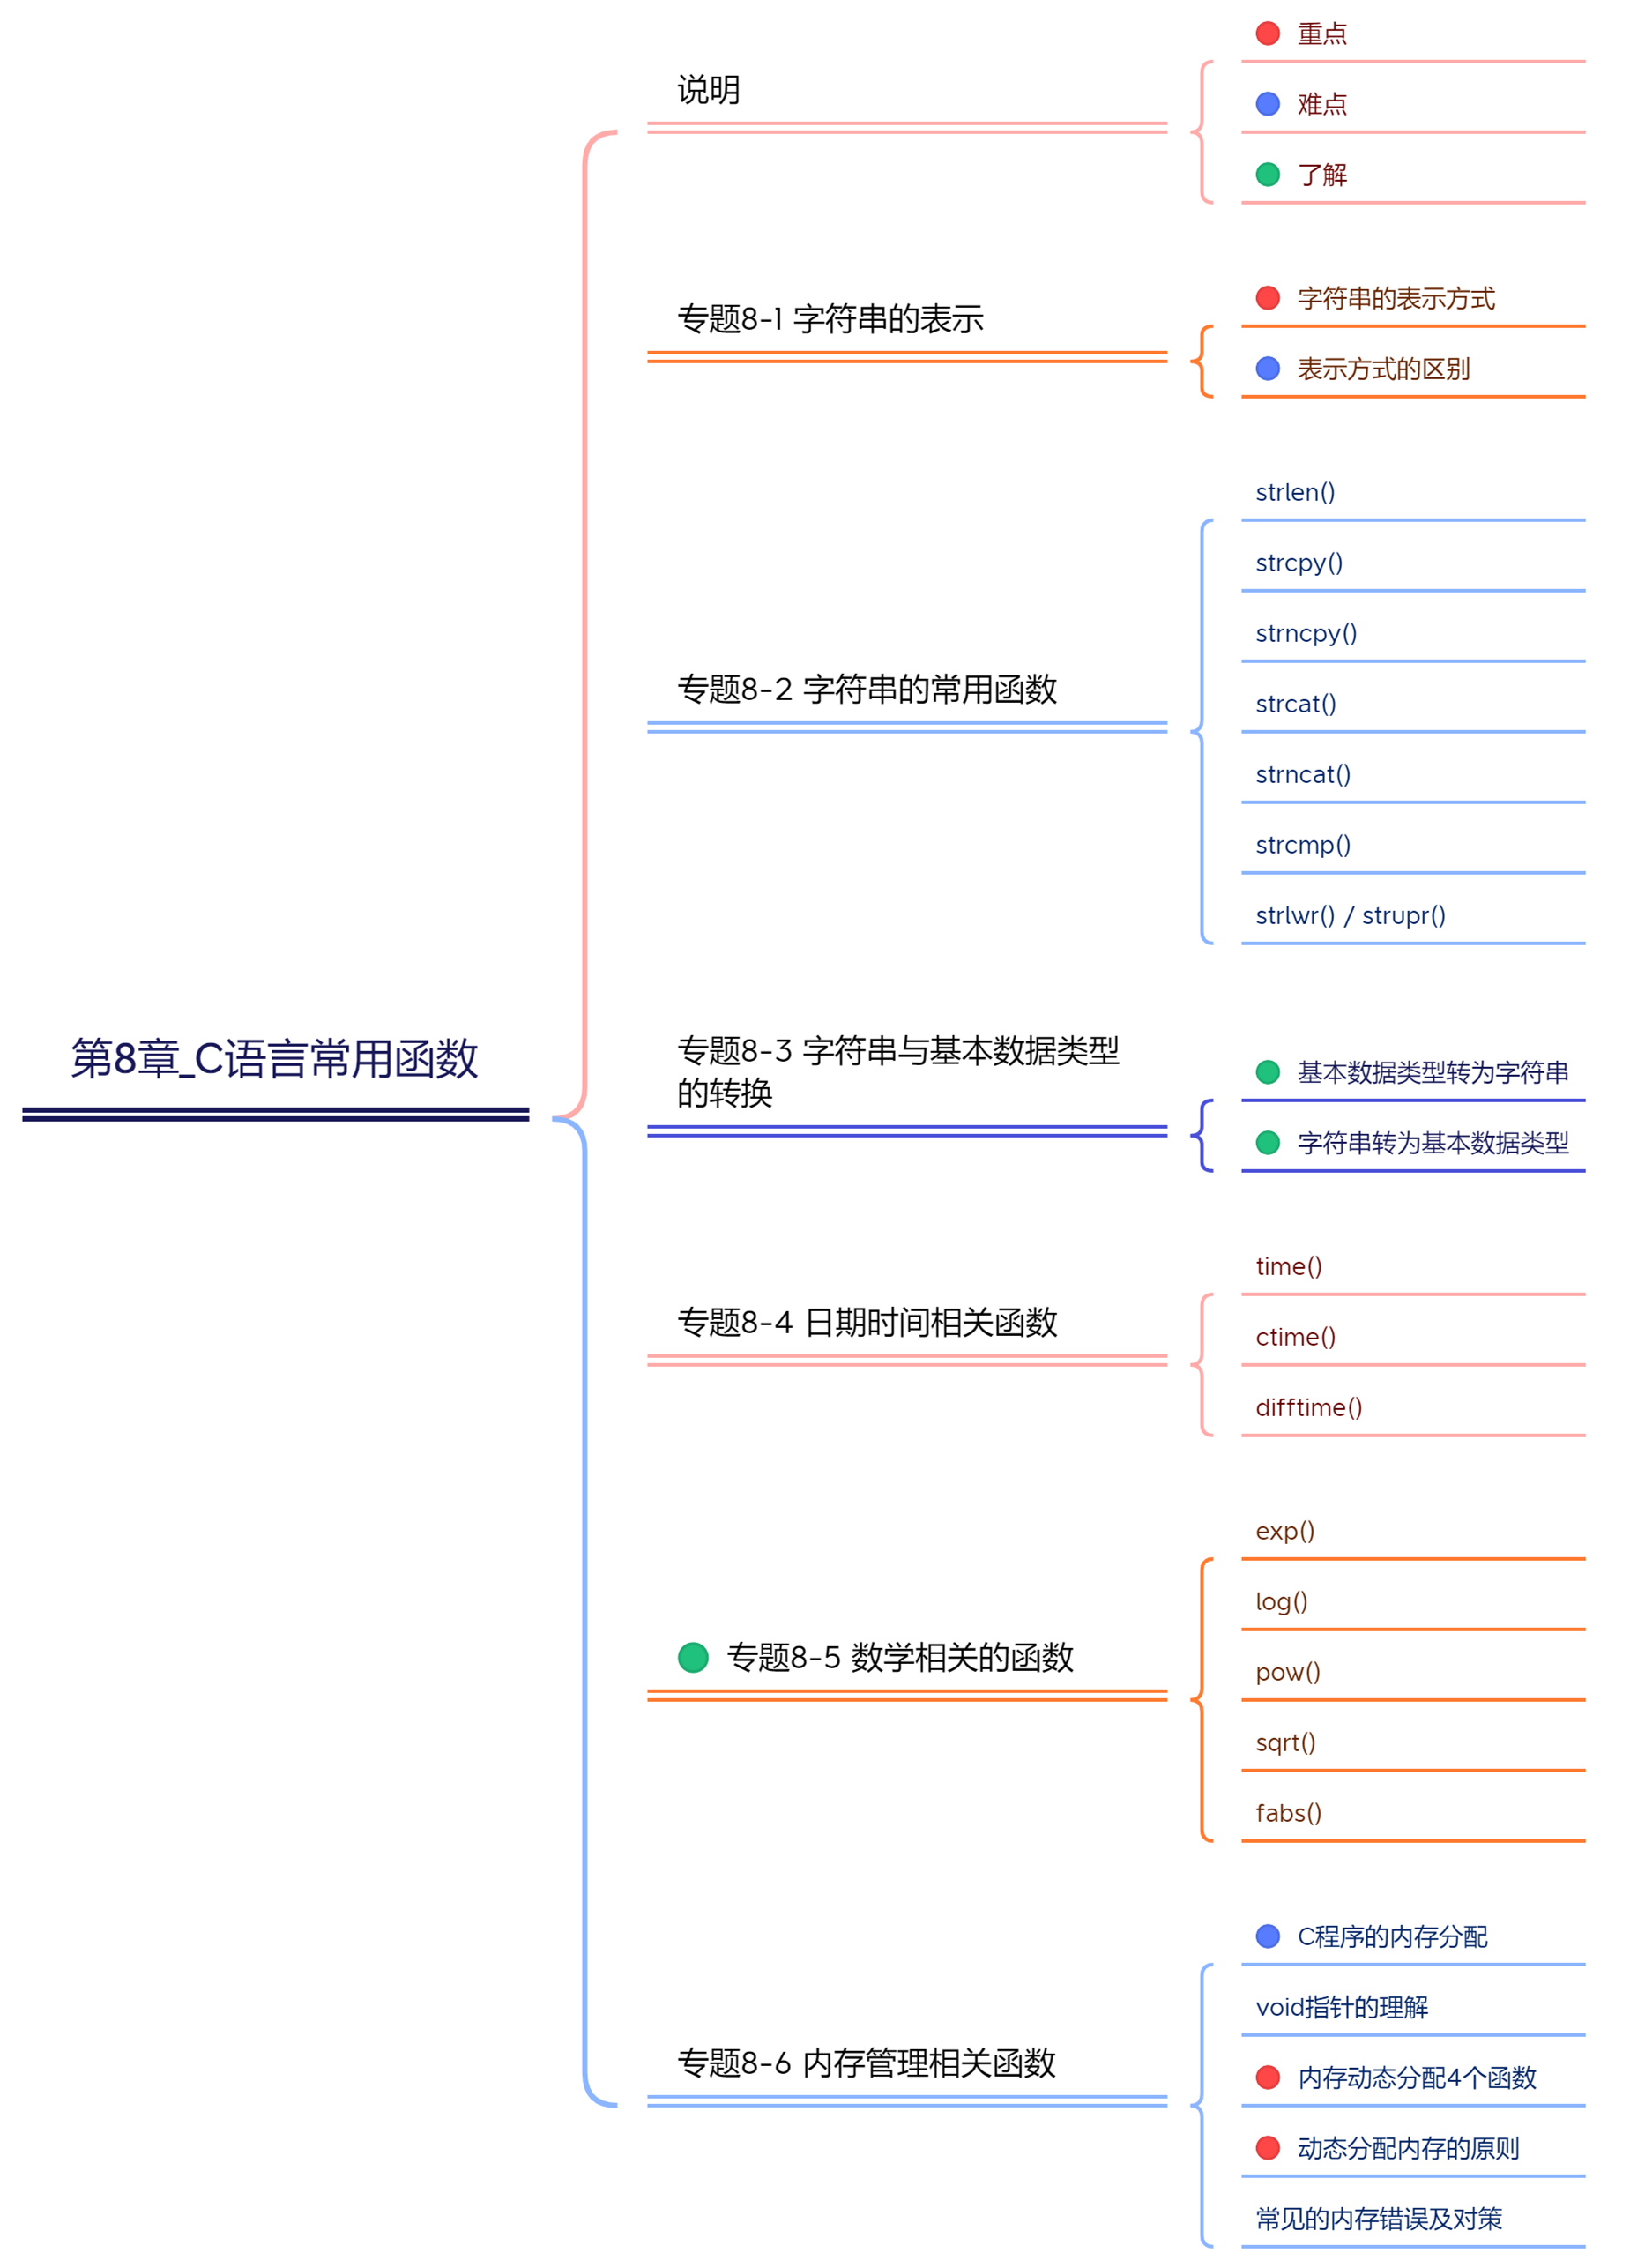 第8章_C语言常用函数
说明
重点
难点
了解
专题8-1 字符串的表示
字符串的表示方式
表示方式的区别
专题8-2 字符串的常用函数
strlen()
strcpy()
strncpy()
strcat()
strncat()
strcmp()
strlwr() / strupr()
专题8-3 字符串与基本数据类型
的转换
基本数据类型转为字符串
字符串转为基本数据类型
专题8-4 日期时间相关函数
time()
ctime()
difftime()
专题8-5 数学相关的函数
exp()
log()
pow()
sqrt()
fabs()
专题8-6 内存管理相关函数
C程序的内存分配
void指针的理解
内存动态分配4个函数
动态分配内存的原则
常见的内存错误及对策